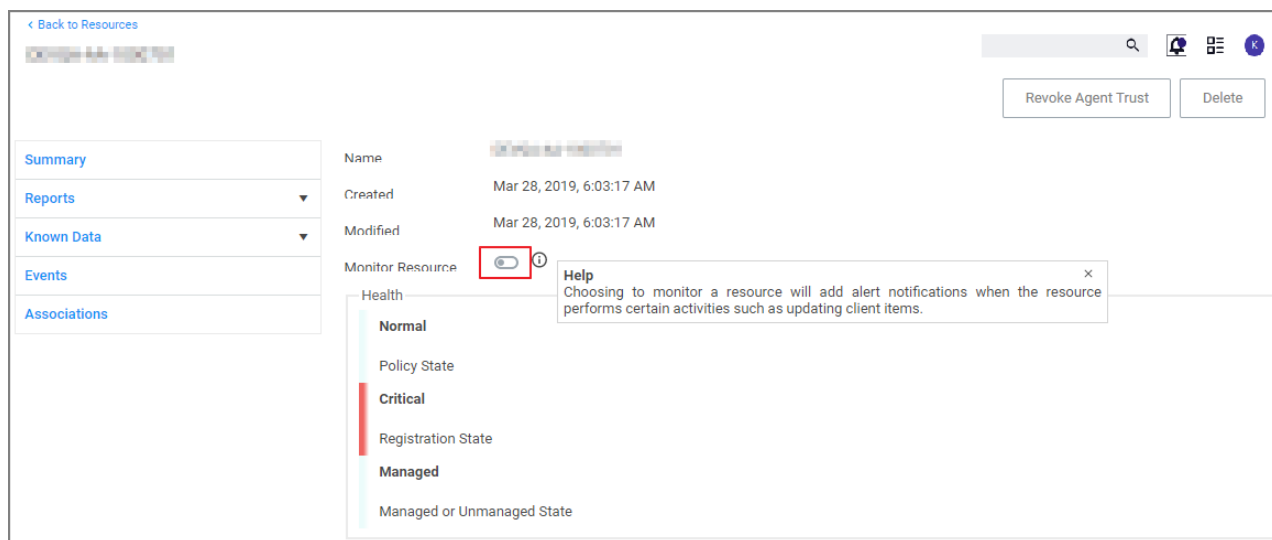 ‹ Back to Resources
K
Revoke Agent Trust
Delete
Summary
Reports
Known Data
Events
Associations
Name
Created Mar 28, 2019, 6:03:17 AM
Modified Mar 28, 2019, 6:03:17 AM
Monitor Resource
Help
Choosing to monitor a resource will add alert notifications when the resource
performs certain activities such as updating client items.
Health
Normal
Policy State
Critical
Registration State
Managed
Managed or Unmanaged State